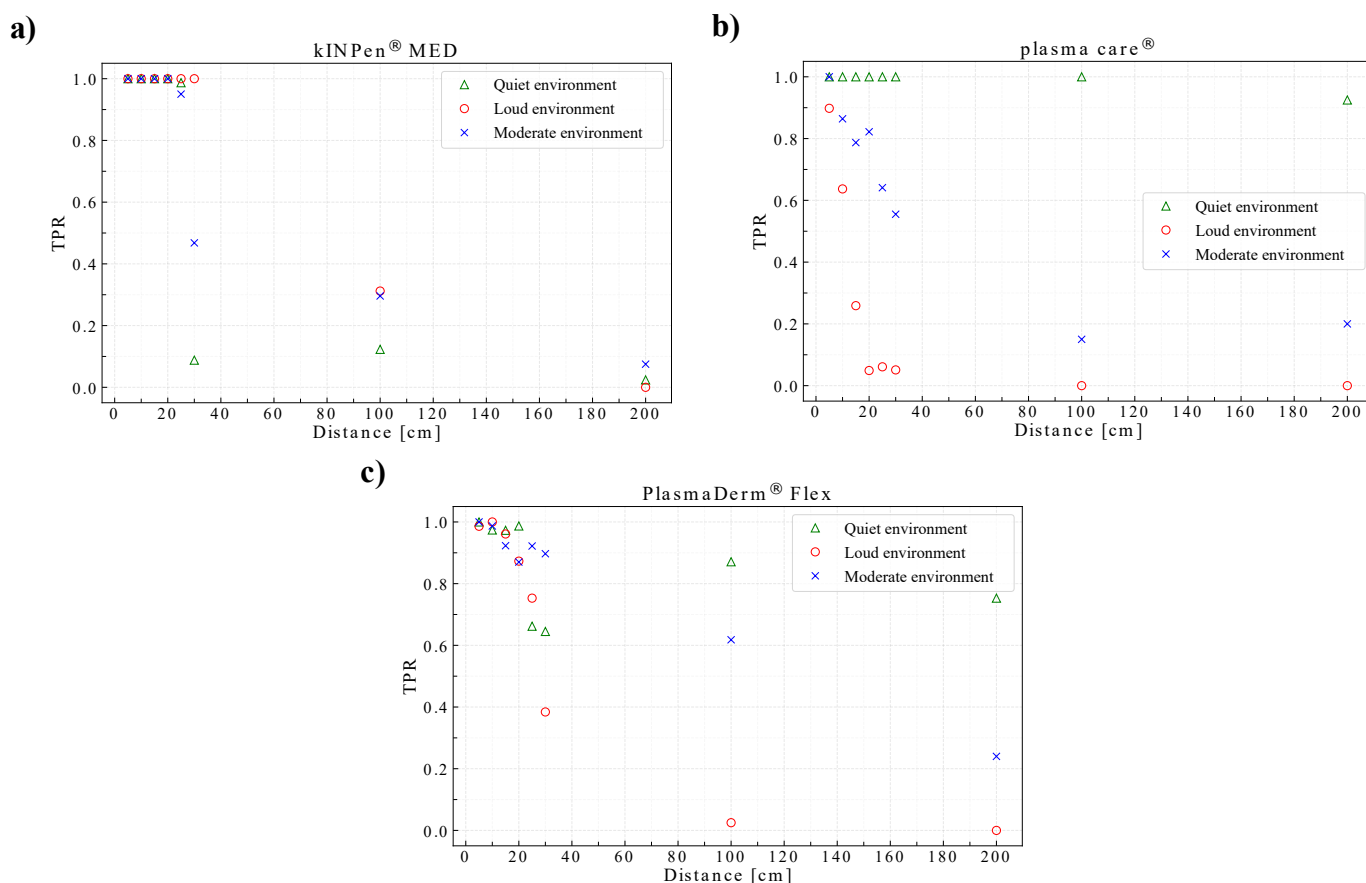 a)
kINPen® MED
1.0
0.8
0.6
0.4
0.2
0.0
TPR
Quiet environment
Loud environment
Moderate environment
0 20 40 60 80 100 120 140 160 180 200
Distance [cm]
b)
plasma care®
1.0
0.8
0.6
0.4
0.2
0.0
TPR
Quiet environment
Loud environment
Moderate environment
0 20 40 60 80 100 120 140 160 180 200
Distance [cm]
c)
PlasmaDerm® Flex
1.0
0.8
0.6
0.4
0.2
0.0
TPR
Quiet environment
Loud environment
Moderate environment
0 20 40 60 80 100 120 140 160 180 200
Distance [cm]